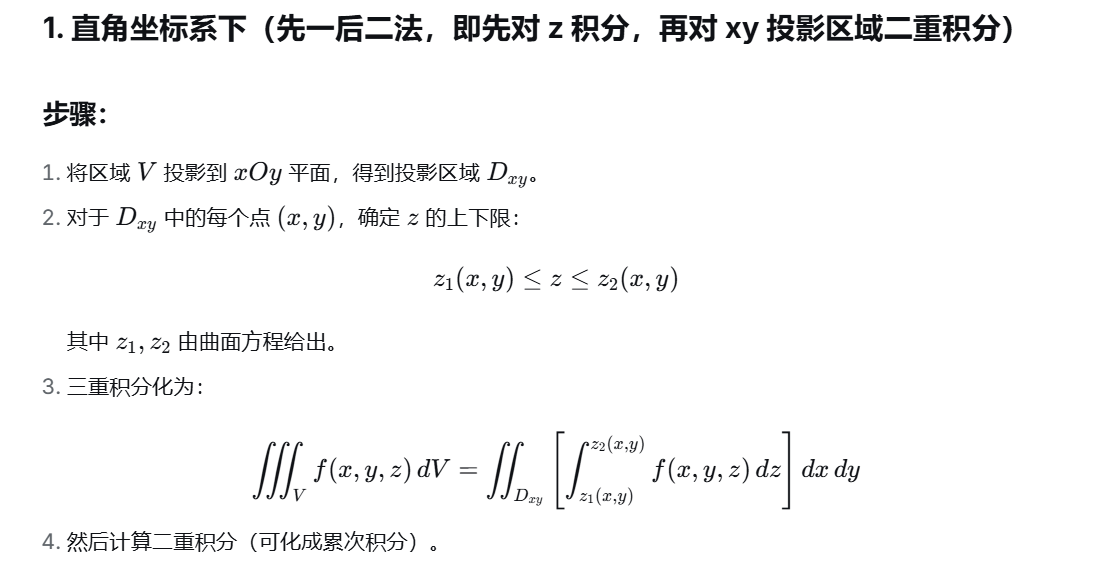 1. 直角坐标系下（先一后二法，即先对 z 积分，再对 xy 投影区域二重积分）
步骤：
1. 将区域 V 投影到 xOy 平面，得到投影区域 D_{xy}。
2. 对于 D_{xy} 中的每个点 (x, y)，确定 z 的上下限：
z_1(x, y) ≤ z ≤ z_2(x, y)
其中 z_1, z_2 由曲面方程给出。
3. 三重积分化为：
∭_V f(x, y, z) dV = ∬_{D_{xy}} [∫_{z_1(x,y)}^{z_2(x,y)} f(x, y, z) dz] dx dy
4. 然后计算二重积分（可化成累次积分）。